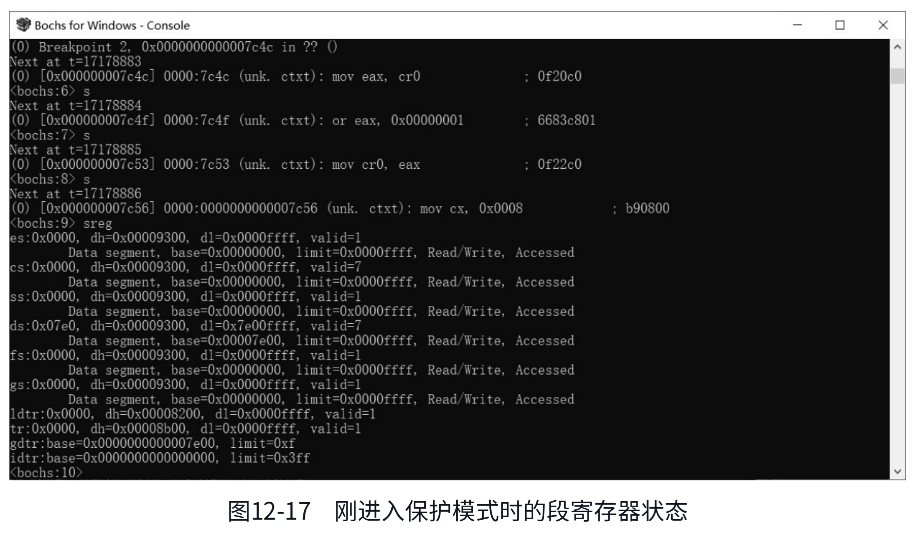 Bochs for Windows - Console
(0) Breakpoint 2, 0x0000000000007c4c in ?? ()
Next at t=17178883
(0) [0x000000007c4c] 0000:7c4c (unk. ctxt): mov eax, cr0 ; 0f20c0
<bochs:6> s
Next at t=17178884
(0) [0x000000007c4f] 0000:7c4f (unk. ctxt): or eax, 0x00000001 ; 6683c801
<bochs:7> s
Next at t=17178885
(0) [0x000000007c53] 0000:7c53 (unk. ctxt): mov cr0, eax ; 0f22c0
<bochs:8> s
Next at t=17178886
(0) [0x000000007c56] 0000:0000000000007c56 (unk. ctxt): mov cx, 0x0008 ; b90800
<bochs:9> sreg
es:0x0000, dh=0x00009300, dl=0x0000ffff, valid=1
Data segment, base=0x00000000, limit=0x0000ffff, Read/Write, Accessed
cs:0x0000, dh=0x00009300, dl=0x0000ffff, valid=7
Data segment, base=0x00000000, limit=0x0000ffff, Read/Write, Accessed
ss:0x0000, dh=0x00009300, dl=0x0000ffff, valid=1
Data segment, base=0x00000000, limit=0x0000ffff, Read/Write, Accessed
ds:0x07e0, dh=0x00009300, dl=0x7e00ffff, valid=7
Data segment, base=0x00007e00, limit=0x0000ffff, Read/Write, Accessed
fs:0x0000, dh=0x00009300, dl=0x0000ffff, valid=1
Data segment, base=0x00000000, limit=0x0000ffff, Read/Write, Accessed
gs:0x0000, dh=0x00009300, dl=0x0000ffff, valid=1
Data segment, base=0x00000000, limit=0x0000ffff, Read/Write, Accessed
ldtr:0x0000, dh=0x00008200, dl=0x0000ffff, valid=1
tr:0x0000, dh=0x00008b00, dl=0x0000ffff, valid=1
gdtr:base=0x0000000000007e00, limit=0xf
idtr:base=0x0000000000000000, limit=0x3ff
<bochs:10>
图12-17 刚进入保护模式时的段寄存器状态